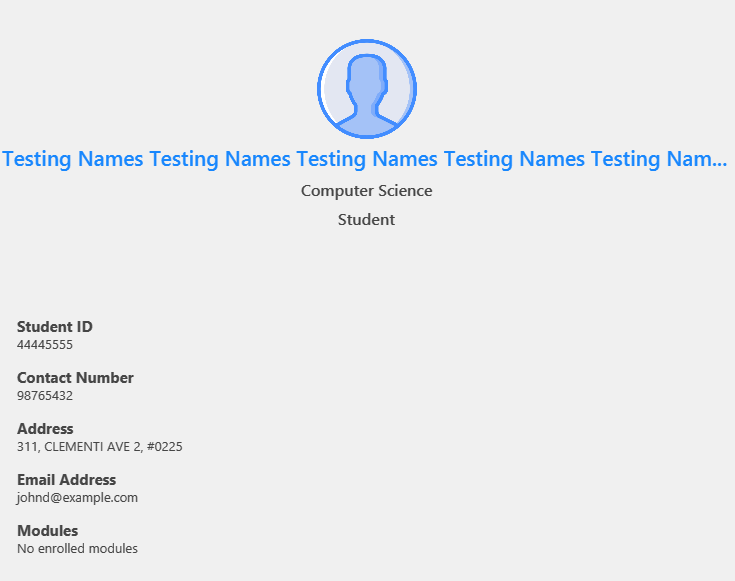 Testing Names Testing Names Testing Names Testing Names Testing Nam...
Computer Science
Student
Student ID
44445555
Contact Number
98765432
Address
311, CLEMENTI AVE 2, #0225
Email Address
johnd@example.com
Modules
No enrolled modules